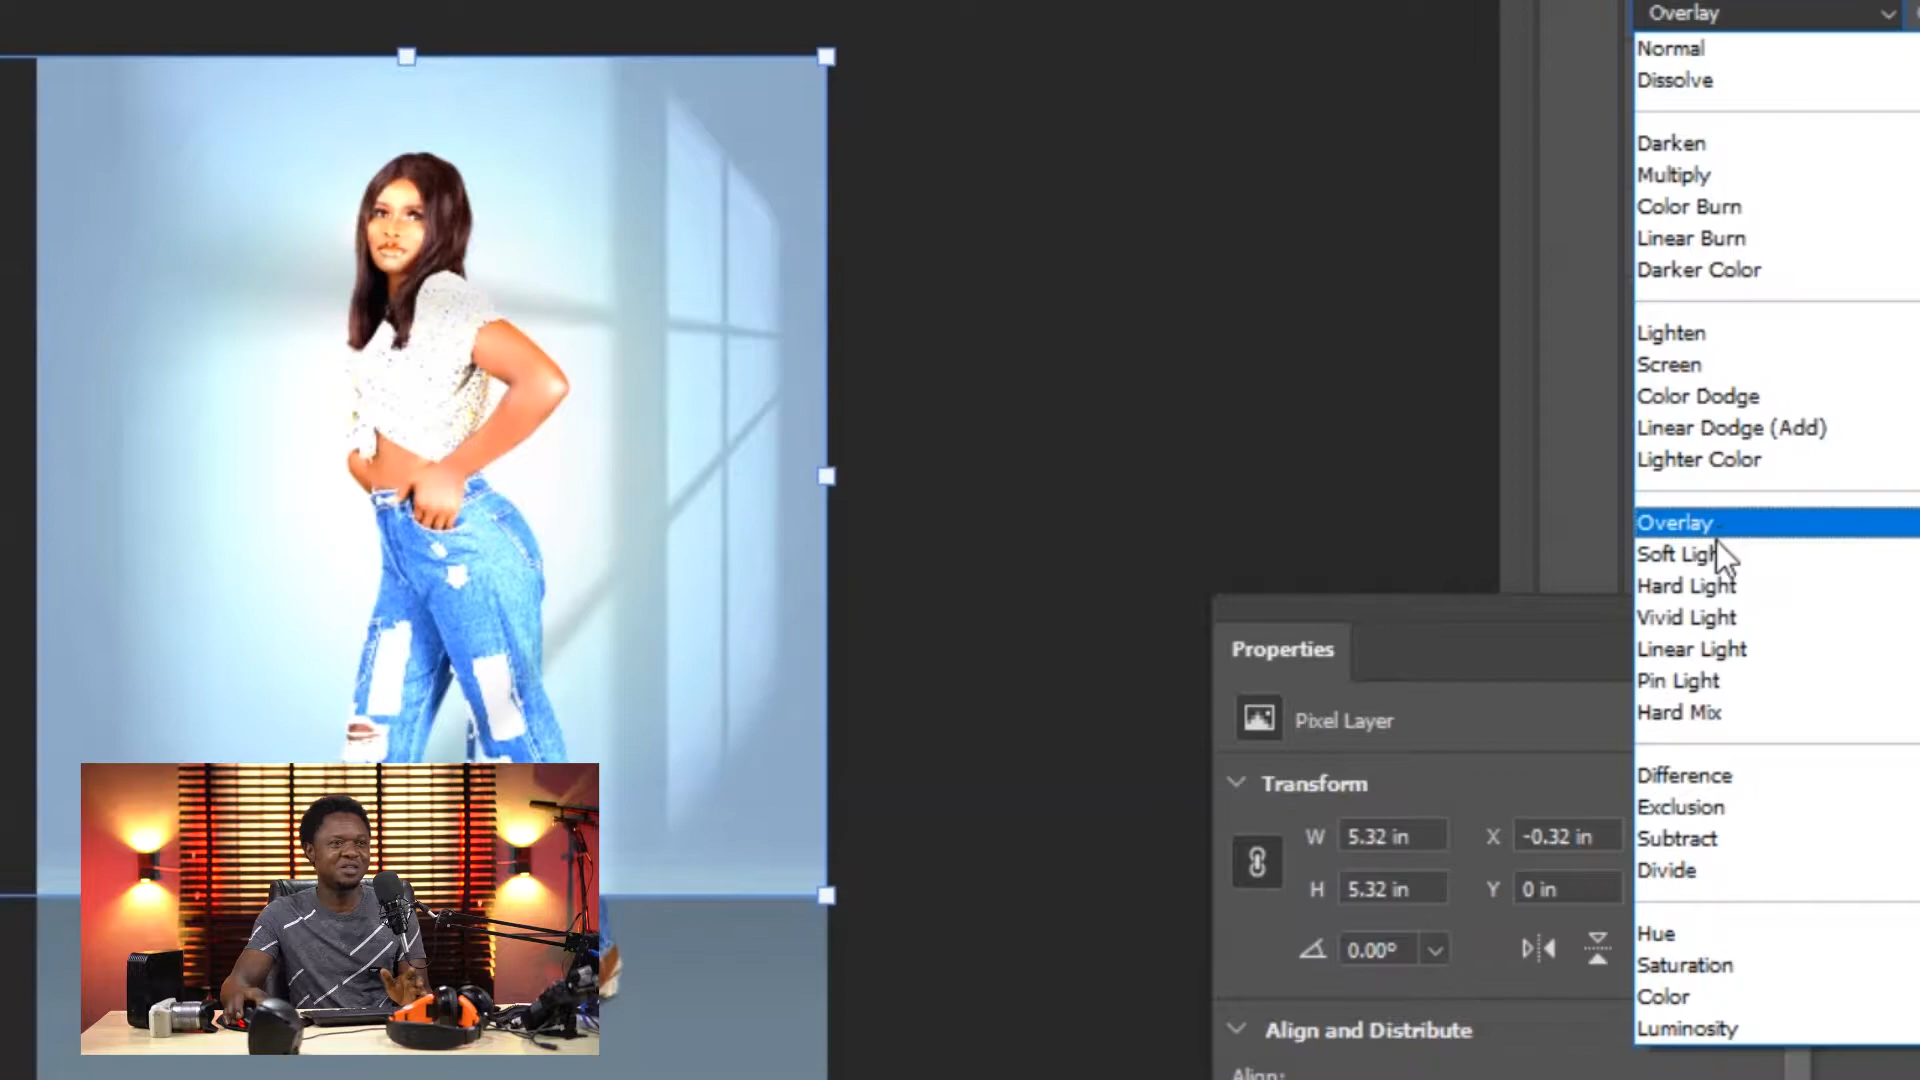 Overlay
Normal
Dissolve
Darken
Multiply
Color Burn
Linear Burn
Darker Color
Lighten
Screen
Color Dodge
Linear Dodge (Add)
Lighter Color
Overlay
Soft Light
Hard Light
Vivid Light
Linear Light
Pin Light
Hard Mix
Difference
Exclusion
Subtract
Divide
Hue
Saturation
Color
Luminosity
Properties
Pixel Layer
Transform
W 5.32 in X -0.32 in
H 5.32 in Y 0 in
0.00°
Align and Distribute
Align: